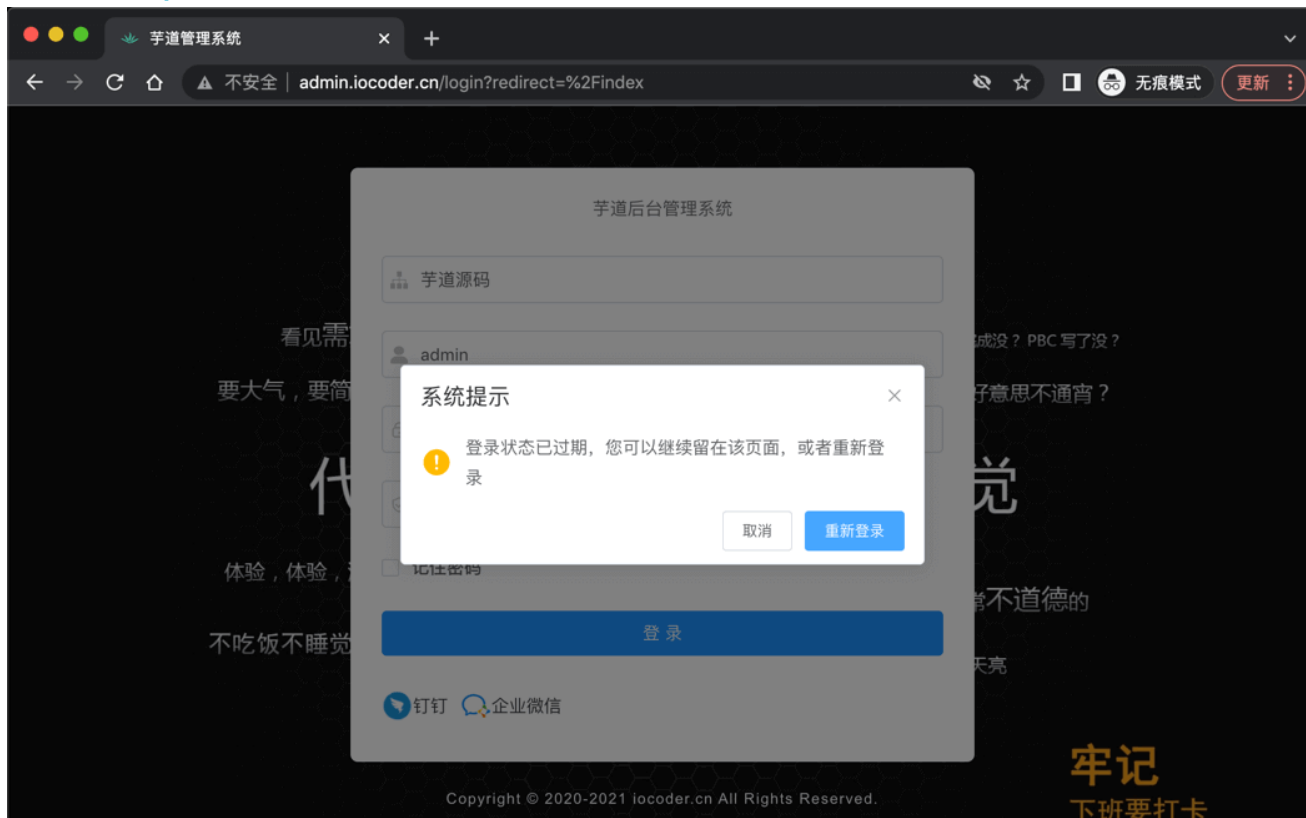 芋道管理系统
不安全 | admin.iocoder.cn/login?redirect=%2Findex
无痕模式
更新
芋道后台管理系统
芋道源码
看见需
成没？PBC 写了没？
admin
要大气，要简
好意思不通宵？
系统提示
登录状态已过期，您可以继续留在该页面，或者重新登
录
代
觉
取消
重新登录
体验，体验，
记住密码
常不道德的
登 录
不吃饭不睡觉
天亮
钉钉
企业微信
牢记
下班要打卡
Copyright © 2020-2021 iocoder.cn All Rights Reserved.